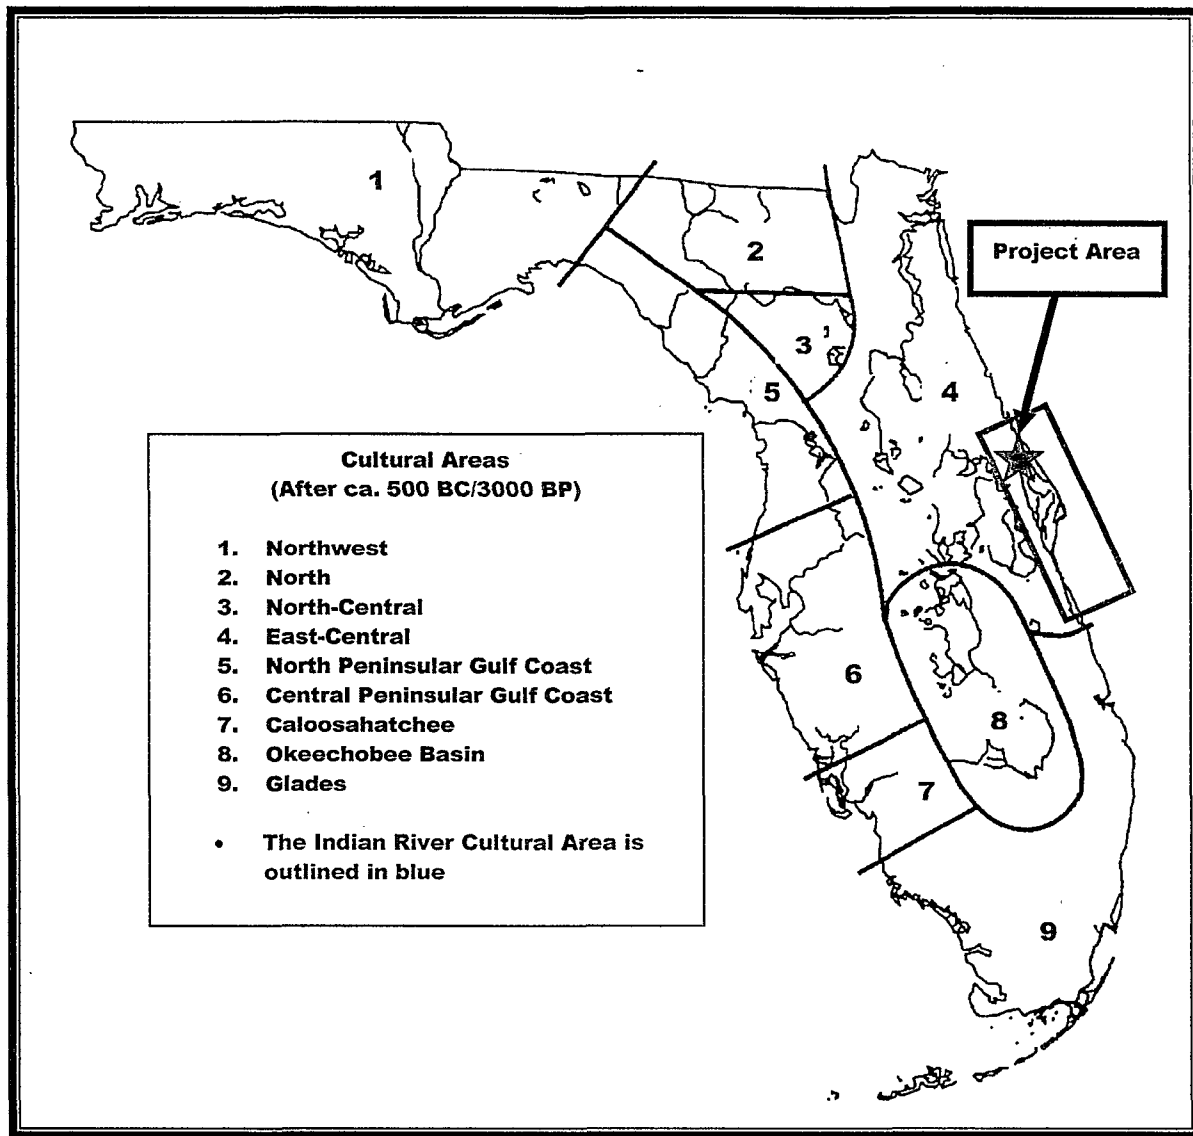 1
2
Project Area
3
4
5
Cultural Areas
(After ca. 500 BC/3000 BP)
1. Northwest
2. North
3. North-Central
4. East-Central
5. North Peninsular Gulf Coast
6. Central Peninsular Gulf Coast
7. Caloosahatchee
8. Okeechobee Basin
9. Glades
• The Indian River Cultural Area is
outlined in blue
6
8
7
9